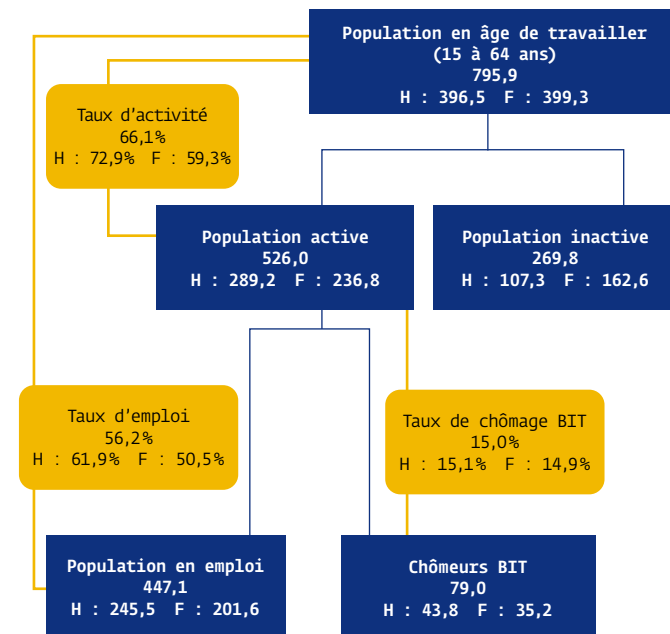 Population en âge de travailler
(15 à 64 ans)
795,9
H : 396,5 F : 399,3
Taux d'activité
66,1%
H : 72,9% F : 59,3%
Population active
526,0
H : 289,2 F : 236,8
Population inactive
269,8
H : 107,3 F : 162,6
Taux d'emploi
56,2%
H : 61,9% F : 50,5%
Taux de chômage BIT
15,0%
H : 15,1% F : 14,9%
Population en emploi
447,1
H : 245,5 F : 201,6
Chômeurs BIT
79,0
H : 43,8 F : 35,2